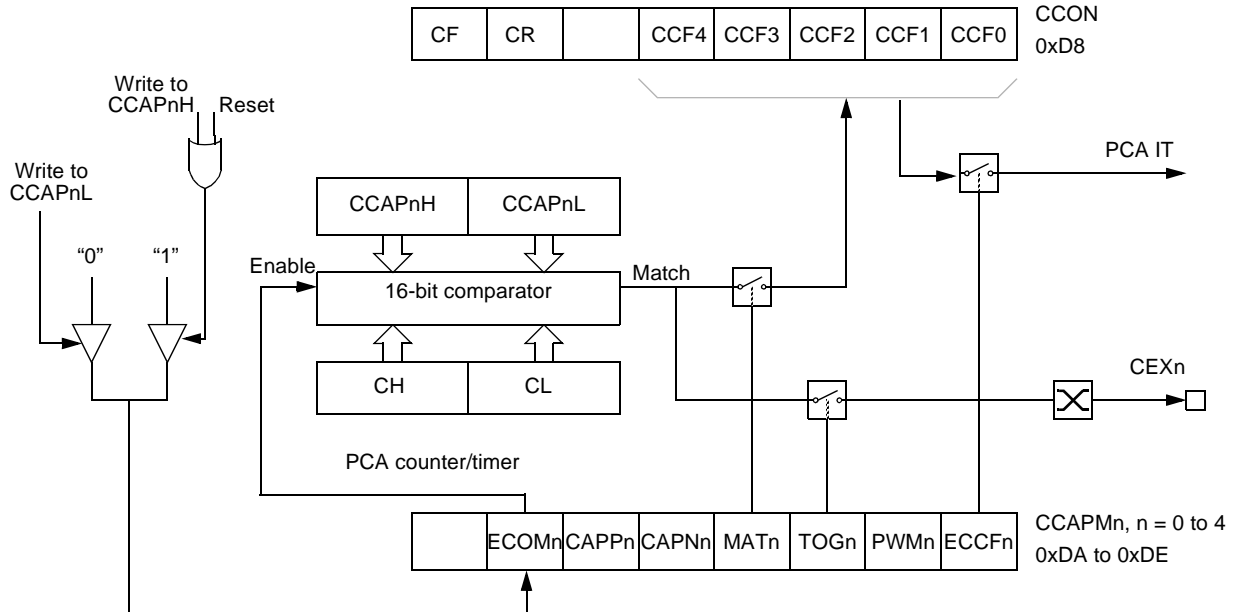 CF CR CCF4 CCF3 CCF2 CCF1 CCF0
CCON
0xD8
Write to
CCAPnH Reset
Write to
CCAPnL
PCA IT
CCAPnH CCAPnL
“0” “1”
Enable
Match
16-bit comparator
CH CL
CEXn
PCA counter/timer
ECOMn CAPPn CAPNn MATn TOGn PWMn ECCFn
CCAPMn, n = 0 to 4
0xDA to 0xDE